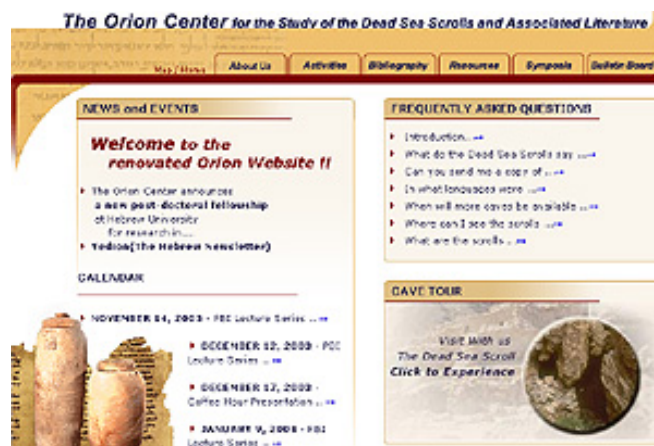 The Orion Center for the Study of the Dead Sea Scrolls and Associated Literature
Map / Home
About Us
Activities
Bibliography
Resources
Symposia
Bulletin Board
NEWS and EVENTS
Welcome to the
renovated Orion Website !!
The Orion Center announces
a new post-doctoral fellowship
at Hebrew University
for research in....
Tedion(The Hebrew Newsletter)
CALENDAR
NOVEMBER 14, 2003 - Lecture Series ...
DECEMBER 12, 2003 -
Lecture Series ...
DECEMBER 2003 -
Coffee Hour Presentation ...
JANUARY
Lecture Series ...
FREQUENTLY ASKED QUESTIONS
Introduction...
What do the Dead Sea Scrolls say ...
Can you send me a copy of ..
In what languages were ..
When will more caves be available ..
Where can I see the scrolls ...
What are the scrolls ..
CAVE TOUR
Visit With us
The Dead Sea Scroll
Click to Experience